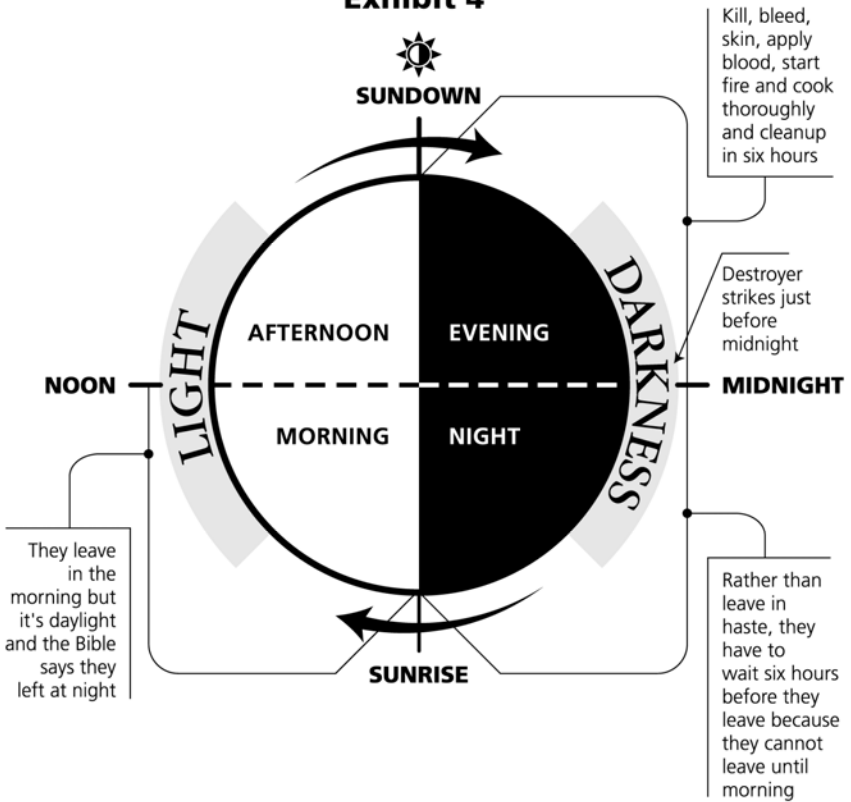 Exhibit 4
SUNDOWN
Kill, bleed,
skin, apply
blood, start
fire and cook
thoroughly
and cleanup
in six hours
LIGHT
AFTERNOON
EVENING
DARKNESS
Destroyer
strikes just
before
midnight
NOON
MIDNIGHT
MORNING
NIGHT
They leave
in the
morning but
it's daylight
and the Bible
says they
left at night
SUNRISE
Rather than
leave in
haste, they
have to
wait six hours
before they
leave because
they cannot
leave until
morning